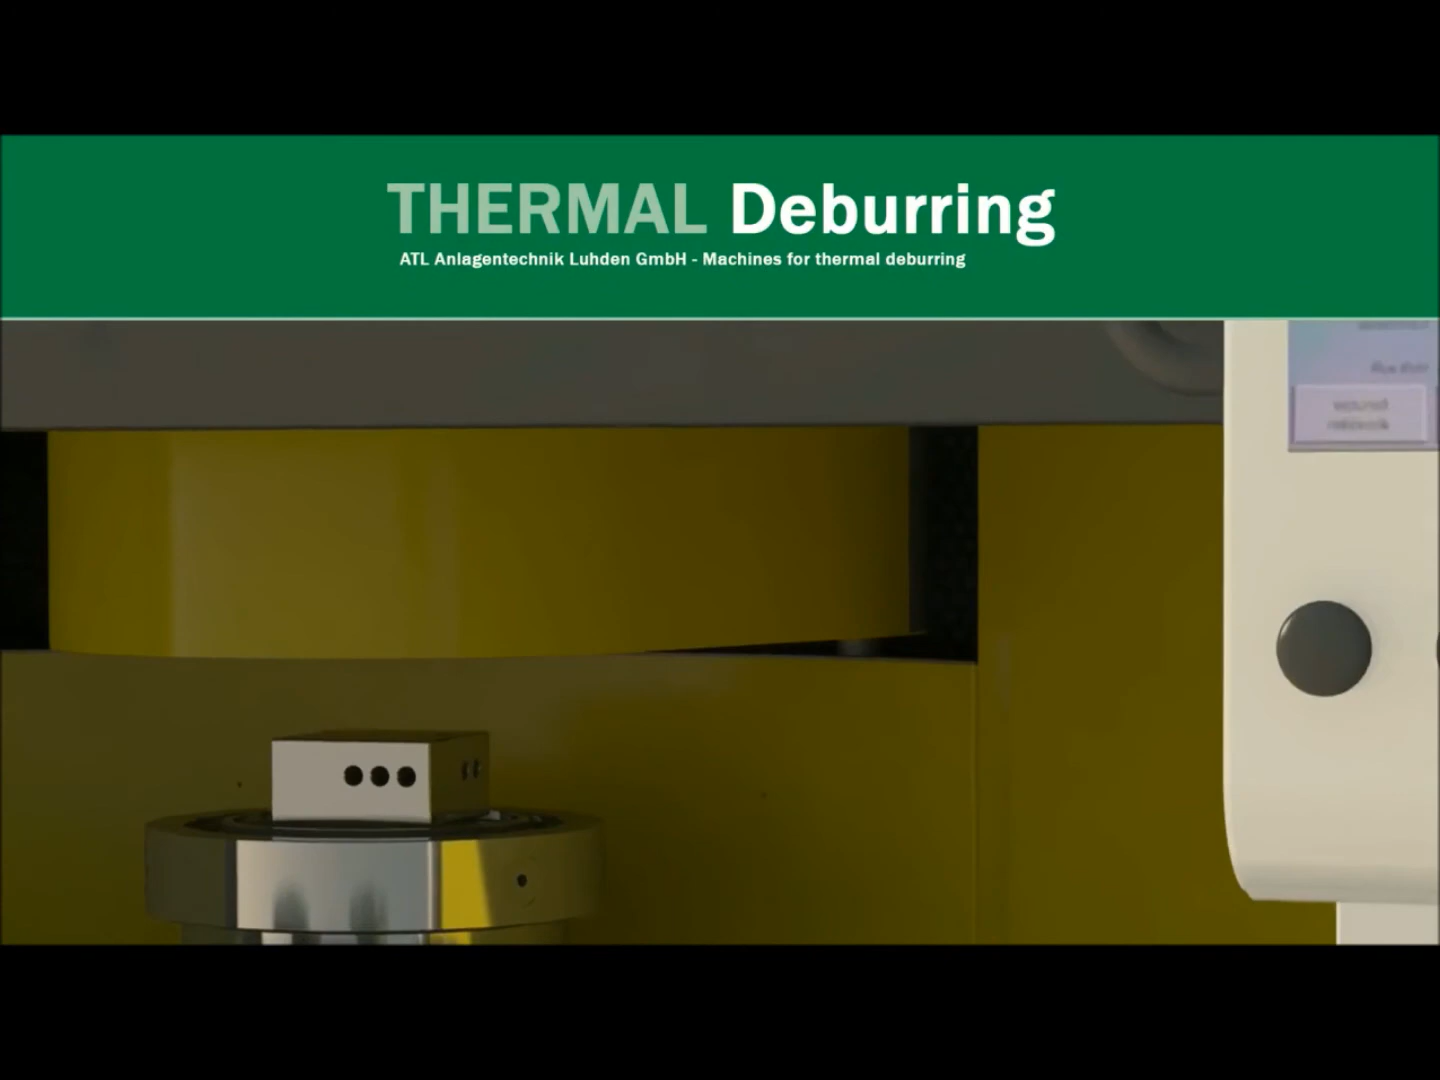 THERMAL Deburring
ATL Anlagentechnik Luhden GmbH - Machines for thermal deburring